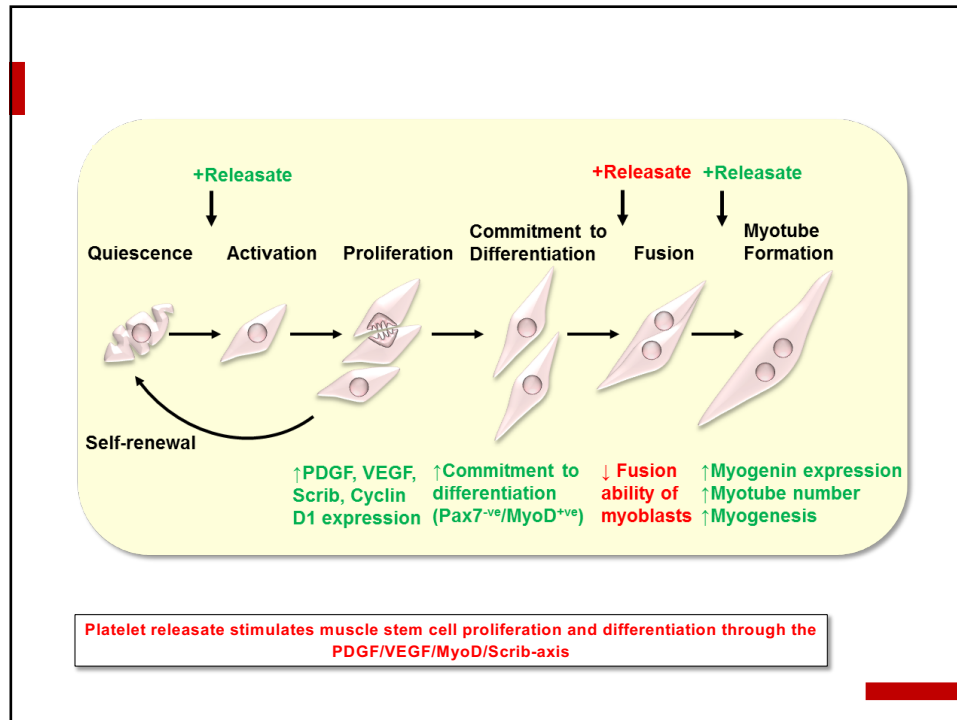 +Releasate
+Releasate
+Releasate
Quiescence
Activation
Proliferation
Commitment to
Differentiation
Fusion
Myotube
Formation
Self-renewal
↑PDGF, VEGF,
Scrib, Cyclin
D1 expression
↑Commitment to
differentiation
(Pax7-ve/MyoD+ve)
↓ Fusion
ability of
myoblasts
↑Myogenin expression
↑Myotube number
↑Myogenesis
Platelet releasate stimulates muscle stem cell proliferation and differentiation through the
PDGF/VEGF/MyoD/Scrib-axis